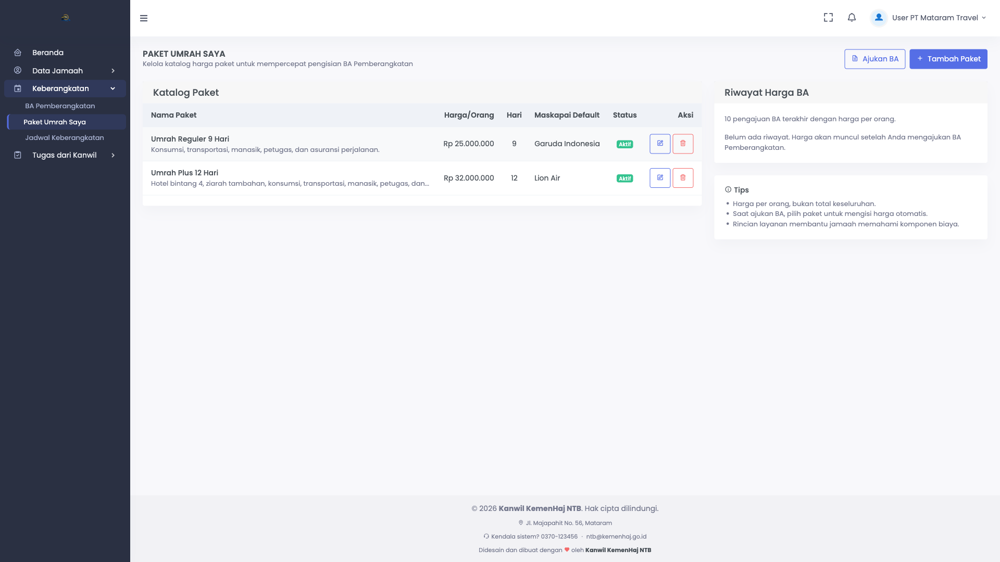 User PT Mataram Travel
Beranda
Data Jamaah
Keberangkatan
BA Pemberangkatan
Paket Umrah Saya
Jadwal Keberangkatan
Tugas dari Kanwil
PAKET UMRAH SAYA
Kelola katalog harga paket untuk mempercepat pengisian BA Pemberangkatan
Ajukan BA
Tambah Paket
Katalog Paket
Nama Paket Harga/Orang Hari Maskapai Default Status Aksi
Umrah Reguler 9 Hari
Konsumsi, transportasi, manasik, petugas, dan asuransi perjalanan.
Rp 25.000.000 9 Garuda Indonesia Aktif
Umrah Plus 12 Hari
Hotel bintang 4, ziarah tambahan, konsumsi, transportasi, manasik, petugas, dan...
Rp 32.000.000 12 Lion Air Aktif
Riwayat Harga BA
10 pengajuan BA terakhir dengan harga per orang.
Belum ada riwayat. Harga akan muncul setelah Anda mengajukan BA
Pemberangkatan.
Tips
• Harga per orang, bukan total keseluruhan.
• Saat ajukan BA, pilih paket untuk mengisi harga otomatis.
• Rincian layanan membantu jamaah memahami komponen biaya.
© 2026 Kanwil KemenHaj NTB. Hak cipta dilindungi.
Jl. Majapahit No. 56, Mataram
Kendala sistem? 0370-123456 · ntb@kemenhaj.go.id
Didesain dan dibuat dengan ❤ oleh Kanwil KemenHaj NTB